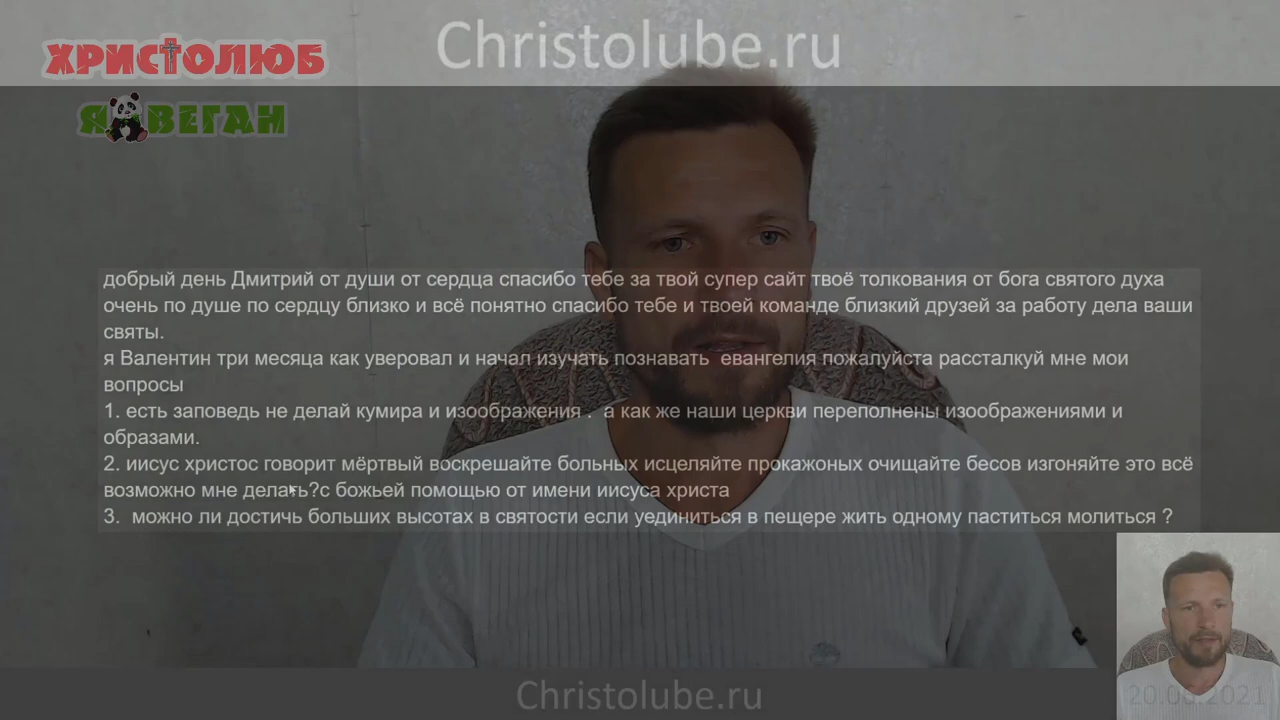 Christolube.ru
ХРИСТОЛЮБ
Я ВЕГАН
добрый день Дмитрий от души от сердца спасибо тебе за твой супер сайт твоё толкования от бога святого духа
очень по душе по сердцу близко и всё понятно спасибо тебе и твоей команде близкий друзей за работу дела ваши
святы.
я Валентин три месяца как уверовал и начал изучать познавать евангелия пожалуйста рассталкуй мне мои
вопросы
1. есть заповедь не делай кумира и изоображения . а как же наши церкви переполнены изоображениями и
образами.
2. иисус христос говорит мёртвый воскрешайте больных исцеляйте прокажоных очищайте бесов изгоняйте это всё
возможно мне делать?с божьей помощью от имени иисуса христа
3. можно ли достичь больших высотах в святости если уединиться в пещере жить одному паститься молиться ?
Christolube.ru